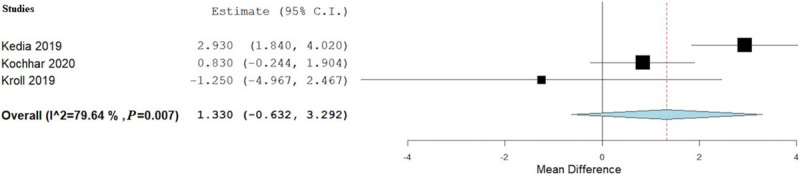 Studies Estimate (95% C.I.)
Kedia 2019 2.930 (1.840, 4.020)
Kochhar 2020 0.830 (-0.244, 1.904)
Kroll 2019 -1.250 (-4.967, 2.467)
Overall (I^2=79.64 % , P=0.007) 1.330 (-0.632, 3.292)
-4 -2 0 2 4
Mean Difference